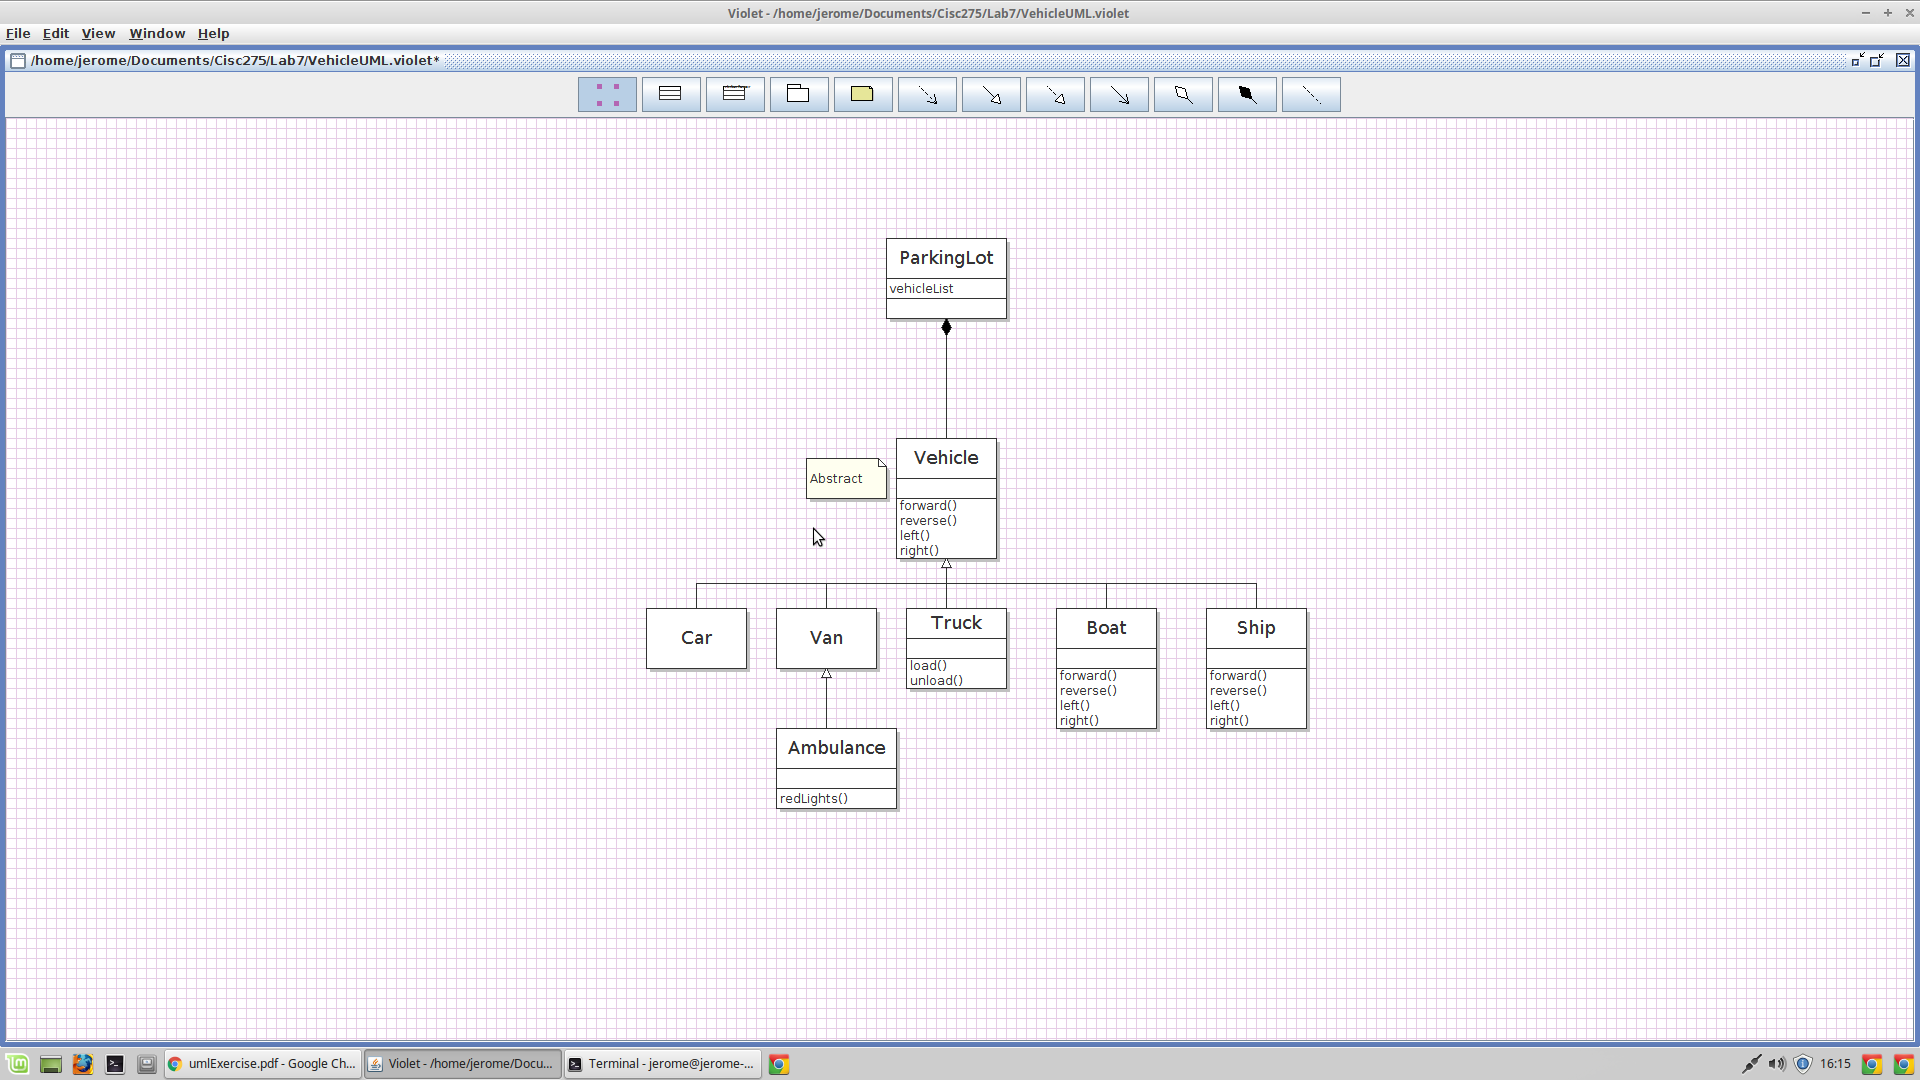 Violet - /home/jerome/Documents/Cisc275/Lab7/VehicleUML.violet
File Edit View Window Help
/home/jerome/Documents/Cisc275/Lab7/VehicleUML.violet*
ParkingLot
vehicleList
Vehicle
Abstract
forward()
reverse()
left()
right()
Car
Van
Truck
load()
unload()
Boat
forward()
reverse()
left()
right()
Ship
forward()
reverse()
left()
right()
Ambulance
redLights()
umlExercise.pdf - Google Ch... Violet - /home/jerome/Docu... Terminal - jerome@jerome-... 16:15